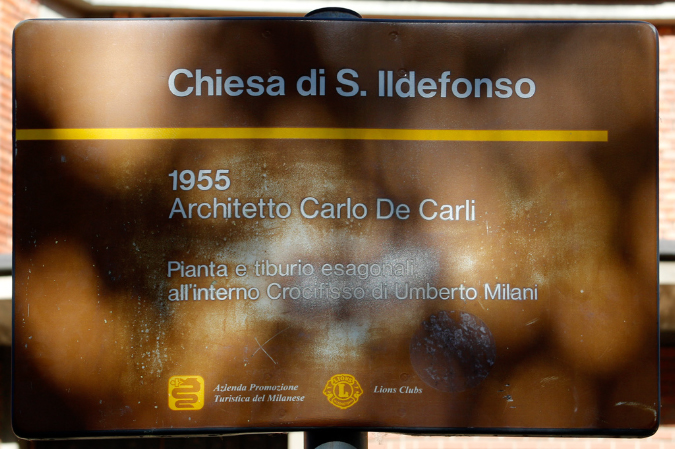 Chiesa di S. Ildefonso
1955
Architetto Carlo De Carli
Pianta e tiburio esagonali
all'interno Crocifisso di Umberto Milani
Azienda Promozione
Turistica del Milanese
LIONS
L
Lions Clubs